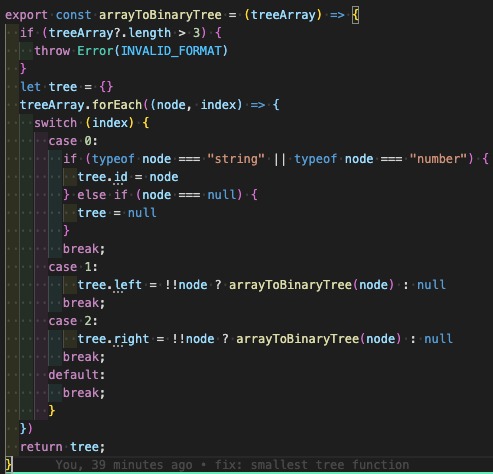 export const arrayToBinaryTree = (treeArray) => {
  if (treeArray?.length > 3) {
    throw Error(INVALID_FORMAT)
  }
  let tree = {}
  treeArray.forEach((node, index) => {
    switch (index) {
      case 0:
        if (typeof node === "string" || typeof node === "number") {
          tree.id = node
        } else if (node === null) {
          tree = null
        }
        break;
      case 1:
          tree.left = !!node ? arrayToBinaryTree(node) : null
        break;
      case 2:
          tree.right = !!node ? arrayToBinaryTree(node) : null
        break;
      default:
        break;
      }
  })
  return tree;
} You, 39 minutes ago • fix: smallest tree function